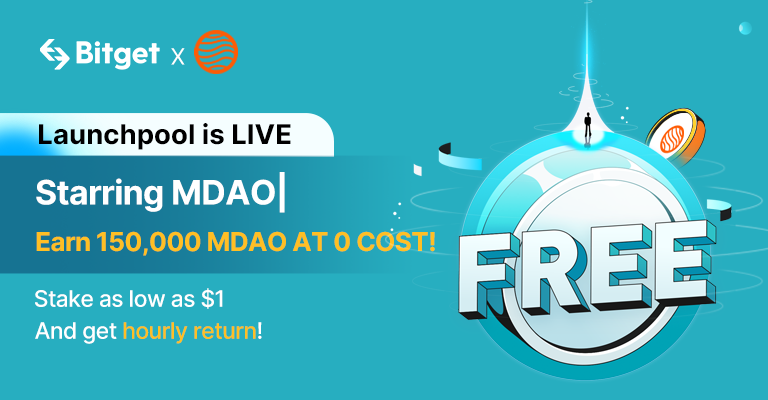 Bitget x
Launchpool is LIVE
Starring MDAO|
Earn 150,000 MDAO AT 0 COST!
Stake as low as $1
And get hourly return!
FREE